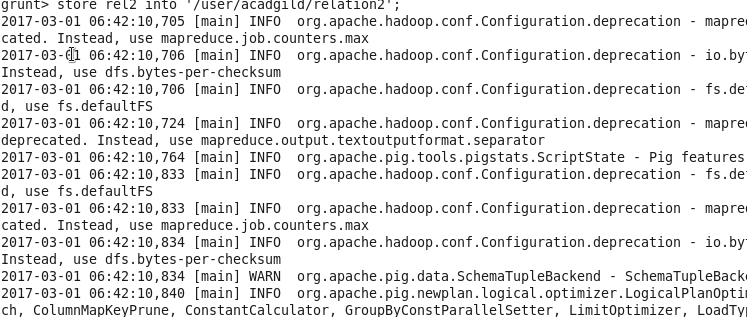 grunt> store rel2 into '/user/acadgild/relation2';
2017-03-01 06:42:10,705 [main] INFO  org.apache.hadoop.conf.Configuration.deprecation - mapred
cated. Instead, use mapreduce.job.counters.max
2017-03-01 06:42:10,706 [main] INFO  org.apache.hadoop.conf.Configuration.deprecation - io.byt
Instead, use dfs.bytes-per-checksum
2017-03-01 06:42:10,706 [main] INFO  org.apache.hadoop.conf.Configuration.deprecation - fs.def
d, use fs.defaultFS
2017-03-01 06:42:10,724 [main] INFO  org.apache.hadoop.conf.Configuration.deprecation - mapred
deprecated. Instead, use mapreduce.output.textoutputformat.separator
2017-03-01 06:42:10,764 [main] INFO  org.apache.pig.tools.pigstats.ScriptState - Pig features
2017-03-01 06:42:10,833 [main] INFO  org.apache.hadoop.conf.Configuration.deprecation - fs.def
d, use fs.defaultFS
2017-03-01 06:42:10,833 [main] INFO  org.apache.hadoop.conf.Configuration.deprecation - mapred
cated. Instead, use mapreduce.job.counters.max
2017-03-01 06:42:10,834 [main] INFO  org.apache.hadoop.conf.Configuration.deprecation - io.byt
Instead, use dfs.bytes-per-checksum
2017-03-01 06:42:10,834 [main] WARN  org.apache.pig.data.SchemaTupleBackend - SchemaTupleBacke
2017-03-01 06:42:10,840 [main] INFO  org.apache.pig.newplan.logical.optimizer.LogicalPlanOptim
ch, ColumnMapKeyPrune, ConstantCalculator, GroupByConstParallelSetter, LimitOptimizer, LoadTyp